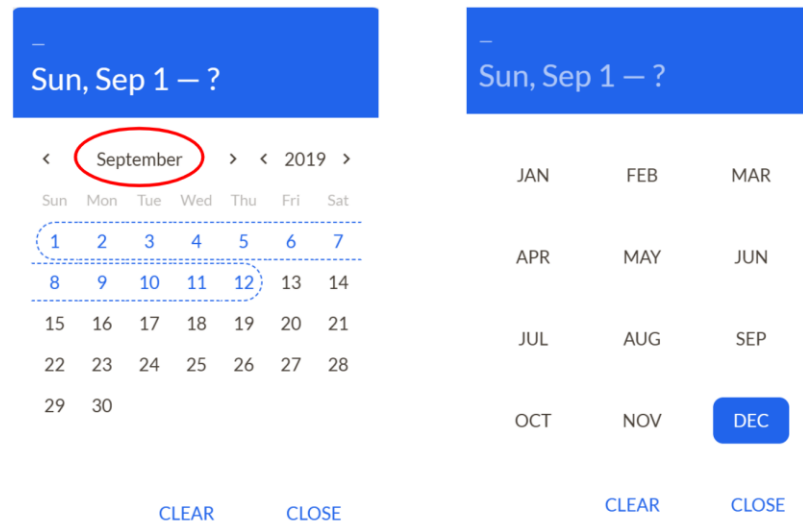 —
Sun, Sep 1 — ?
‹ September › ‹ 2019 ›
Sun Mon Tue Wed Thu Fri Sat
1 2 3 4 5 6 7
8 9 10 11 12 13 14
15 16 17 18 19 20 21
22 23 24 25 26 27 28
29 30
CLEAR CLOSE
—
Sun, Sep 1 — ?
JAN FEB MAR
APR MAY JUN
JUL AUG SEP
OCT NOV DEC
CLEAR CLOSE